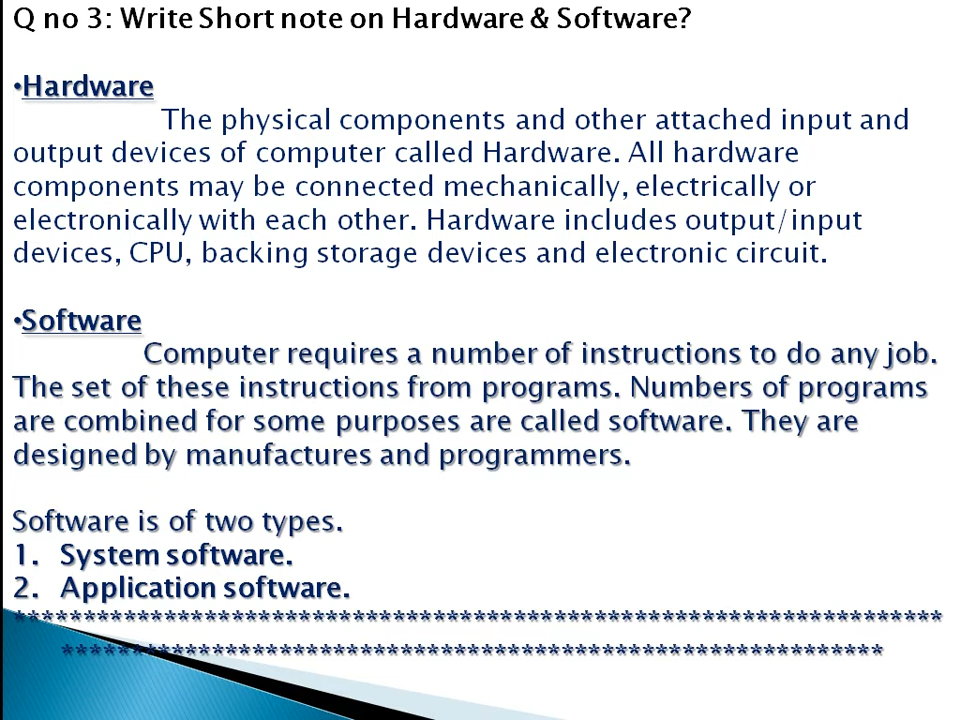 Q no 3: Write Short note on Hardware & Software?
•Hardware
The physical components and other attached input and
output devices of computer called Hardware. All hardware
components may be connected mechanically, electrically or
electronically with each other. Hardware includes output/input
devices, CPU, backing storage devices and electronic circuit.
•Software
Computer requires a number of instructions to do any job.
The set of these instructions from programs. Numbers of programs
are combined for some purposes are called software. They are
designed by manufactures and programmers.
Software is of two types.
1. System software.
2. Application software.
*********************************************************************
*************************************************************